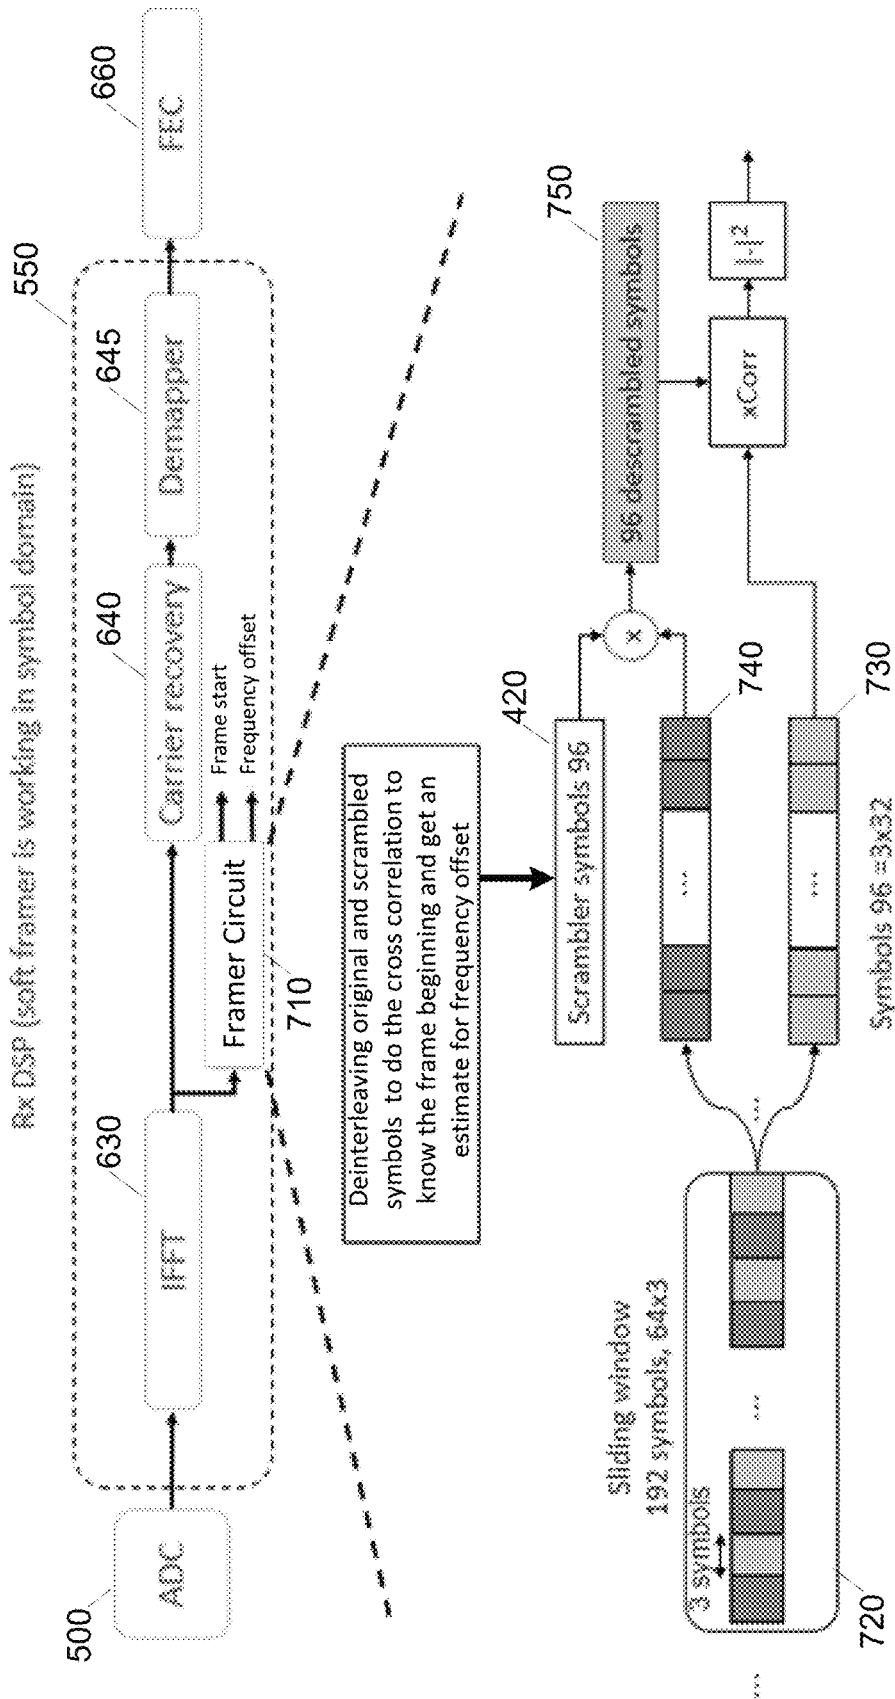 Rx DSP (soft framer is working in symbol domain)
500
ADC
550
630
IFFT
640
Carrier recovery
645
Demapper
660
FEC
710
Framer Circuit
Frame start
Frequency offset
Deinterleaving original and scrambled
symbols to do the cross correlation to
know the frame beginning and get an
estimate for frequency offset
Sliding window
192 symbols, 64x3
3 symbols
...
...
...
720
420
Scrambler symbols 96
740
...
730
...
Symbols 96 =3x32
x
750
96 descrambled symbols
xCorr
|-|²